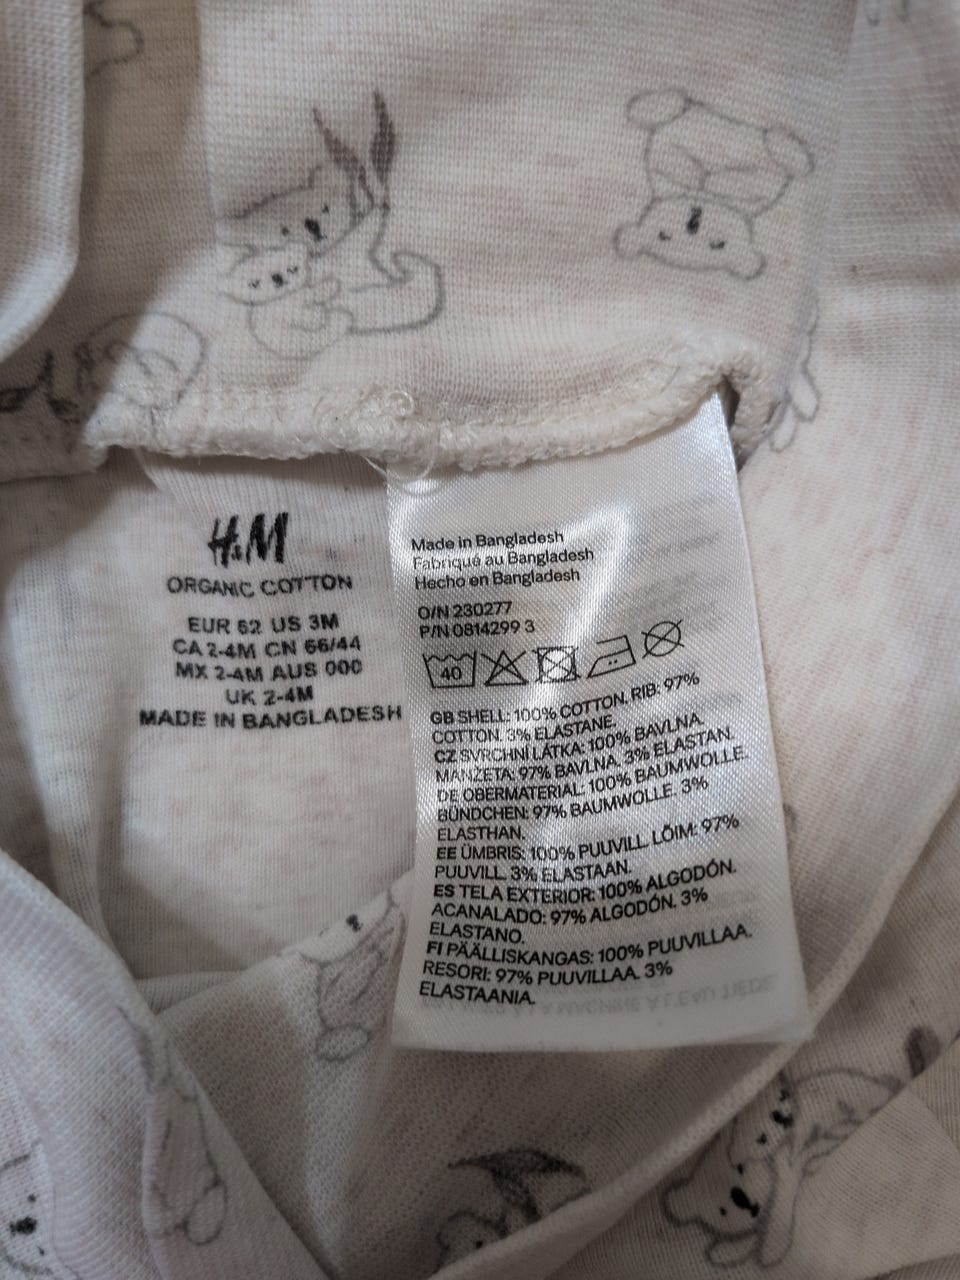 H&M
ORGANIC COTTON
EUR 62 US 3M
CA 2-4M CN 66/44
MX 2-4M AUS 000
UK 2-4M
MADE IN BANGLADESH
Made in Bangladesh
Fabriqué au Bangladesh
Hecho en Bangladesh
O/N 230277
P/N 0814299 3
40
GB SHELL: 100% COTTON. RIB: 97%
COTTON. 3% ELASTANE.
CZ SVRCHNÍ LÁTKA: 100% BAVLNA.
MANŽETA: 97% BAVLNA. 3% ELASTAN.
DE OBERMATERIAL: 100% BAUMWOLLE.
BÜNDCHEN: 97% BAUMWOLLE. 3%
ELASTHAN.
EE ÜMBRIS: 100% PUUVILL. LÕIM: 97%
PUUVILL. 3% ELASTAAN.
ES TELA EXTERIOR: 100% ALGODÓN.
ACANALADO: 97% ALGODÓN. 3%
ELASTANO.
FI PÄÄLLISKANGAS: 100% PUUVILLAA.
RESORI: 97% PUUVILLAA. 3%
ELASTAANIA.